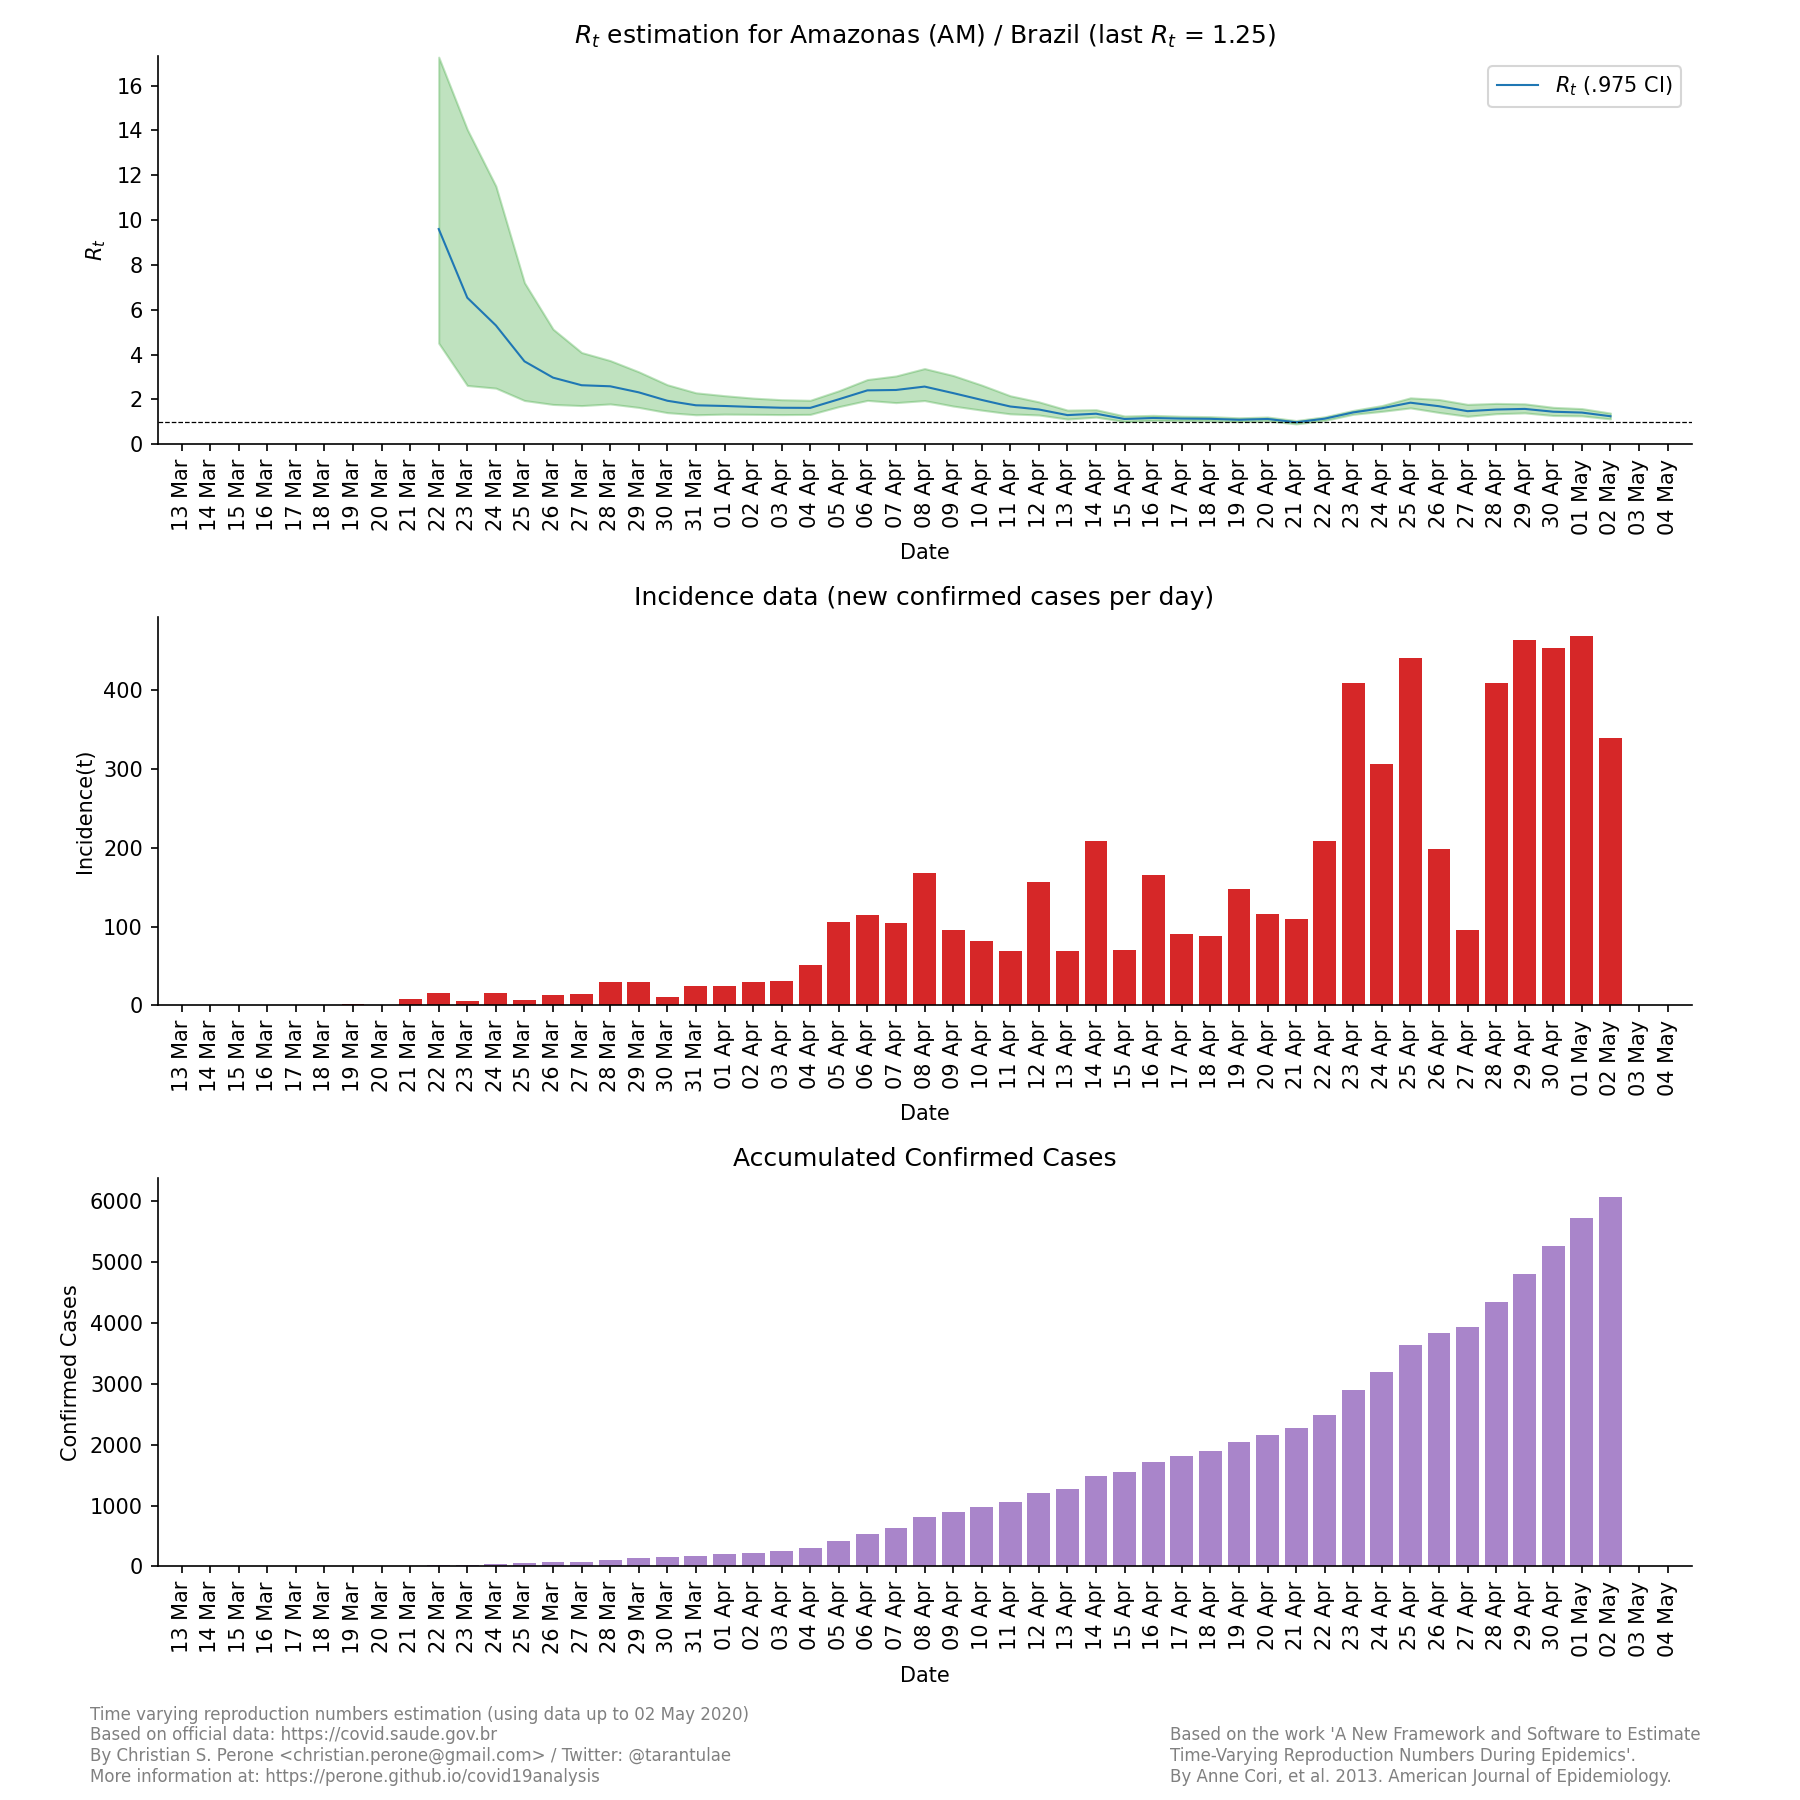 Rt estimation for Amazonas (AM) / Brazil (last Rt = 1.25)
Rt (.975 CI)
Rt
16
14
12
10
8
6
4
2
0
13 Mar 14 Mar 15 Mar 16 Mar 17 Mar 18 Mar 19 Mar 20 Mar 21 Mar 22 Mar 23 Mar 24 Mar 25 Mar 26 Mar 27 Mar 28 Mar 29 Mar 30 Mar 31 Mar 01 Apr 02 Apr 03 Apr 04 Apr 05 Apr 06 Apr 07 Apr 08 Apr 09 Apr 10 Apr 11 Apr 12 Apr 13 Apr 14 Apr 15 Apr 16 Apr 17 Apr 18 Apr 19 Apr 20 Apr 21 Apr 22 Apr 23 Apr 24 Apr 25 Apr 26 Apr 27 Apr 28 Apr 29 Apr 30 Apr 01 May 02 May 03 May 04 May
Date
Incidence data (new confirmed cases per day)
Incidence(t)
400
300
200
100
0
13 Mar 14 Mar 15 Mar 16 Mar 17 Mar 18 Mar 19 Mar 20 Mar 21 Mar 22 Mar 23 Mar 24 Mar 25 Mar 26 Mar 27 Mar 28 Mar 29 Mar 30 Mar 31 Mar 01 Apr 02 Apr 03 Apr 04 Apr 05 Apr 06 Apr 07 Apr 08 Apr 09 Apr 10 Apr 11 Apr 12 Apr 13 Apr 14 Apr 15 Apr 16 Apr 17 Apr 18 Apr 19 Apr 20 Apr 21 Apr 22 Apr 23 Apr 24 Apr 25 Apr 26 Apr 27 Apr 28 Apr 29 Apr 30 Apr 01 May 02 May 03 May 04 May
Date
Accumulated Confirmed Cases
Confirmed Cases
6000
5000
4000
3000
2000
1000
0
13 Mar 14 Mar 15 Mar 16 Mar 17 Mar 18 Mar 19 Mar 20 Mar 21 Mar 22 Mar 23 Mar 24 Mar 25 Mar 26 Mar 27 Mar 28 Mar 29 Mar 30 Mar 31 Mar 01 Apr 02 Apr 03 Apr 04 Apr 05 Apr 06 Apr 07 Apr 08 Apr 09 Apr 10 Apr 11 Apr 12 Apr 13 Apr 14 Apr 15 Apr 16 Apr 17 Apr 18 Apr 19 Apr 20 Apr 21 Apr 22 Apr 23 Apr 24 Apr 25 Apr 26 Apr 27 Apr 28 Apr 29 Apr 30 Apr 01 May 02 May 03 May 04 May
Date
Time varying reproduction numbers estimation (using data up to 02 May 2020)
Based on official data: https://covid.saude.gov.br
By Christian S. Perone <christian.perone@gmail.com> / Twitter: @tarantulae
More information at: https://perone.github.io/covid19analysis
Based on the work 'A New Framework and Software to Estimate
Time-Varying Reproduction Numbers During Epidemics'.
By Anne Cori, et al. 2013. American Journal of Epidemiology.